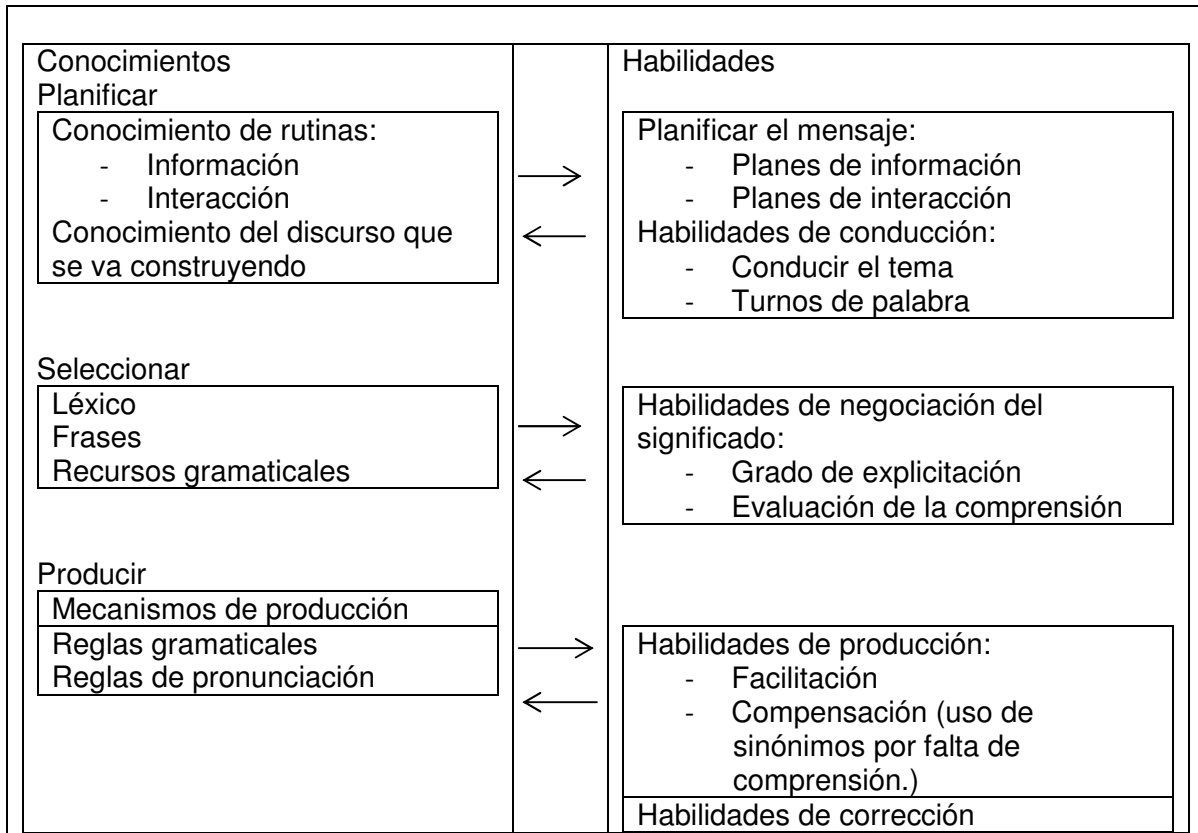 Conocimientos
Planificar
Conocimiento de rutinas:
- Información
- Interacción
Conocimiento del discurso que
se va construyendo
Seleccionar
Léxico
Frases
Recursos gramaticales
Producir
Mecanismos de producción
Reglas gramaticales
Reglas de pronunciación
Habilidades
Planificar el mensaje:
- Planes de información
- Planes de interacción
Habilidades de conducción:
- Conducir el tema
- Turnos de palabra
Habilidades de negociación del
significado:
- Grado de explicitación
- Evaluación de la comprensión
Habilidades de producción:
- Facilitación
- Compensación (uso de
sinónimos por falta de
comprensión.)
Habilidades de corrección